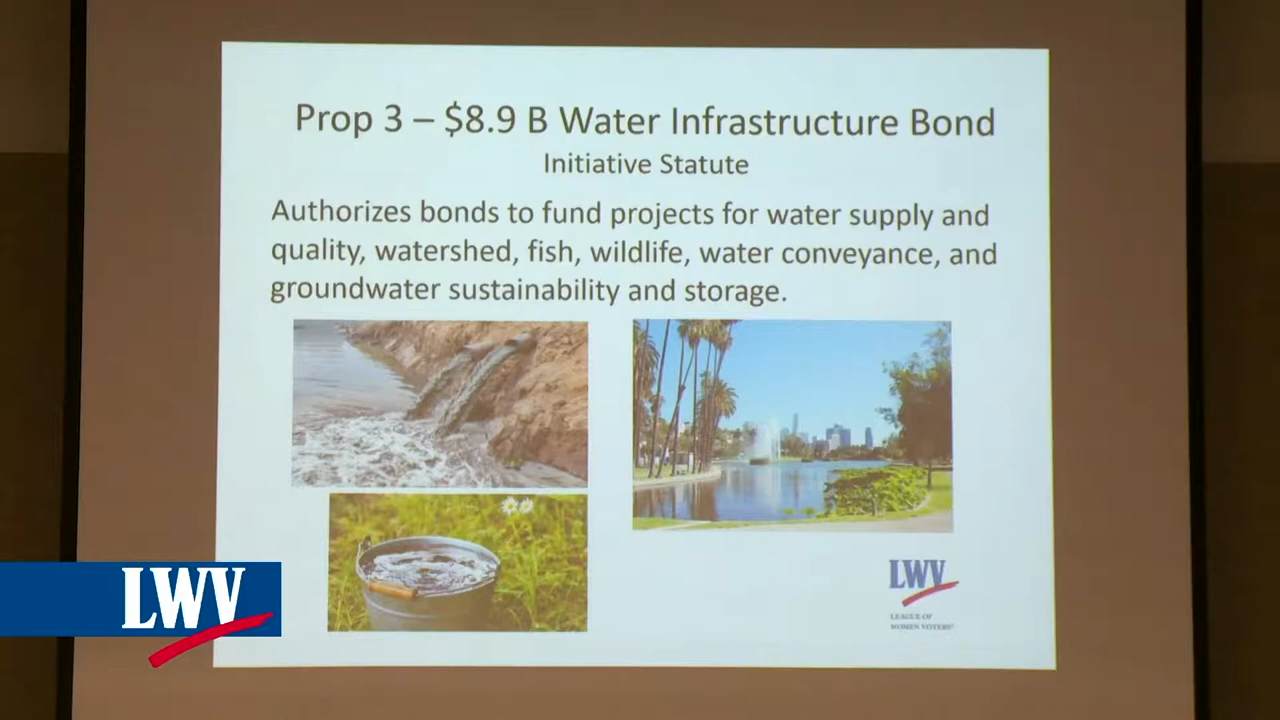 Prop 3 – $8.9 B Water Infrastructure Bond
Initiative Statute
Authorizes bonds to fund projects for water supply and
quality, watershed, fish, wildlife, water conveyance, and
groundwater sustainability and storage.
LWV
LEAGUE OF
WOMEN VOTERS®
LWV